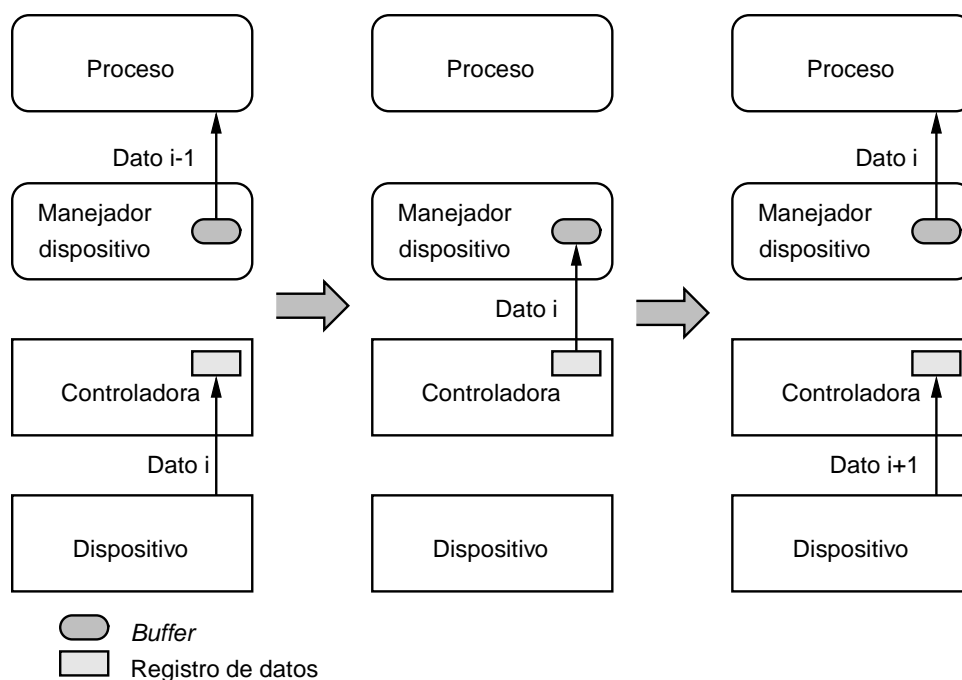 Proceso
Proceso
Proceso
Dato i-1
Dato i
Manejador
dispositivo
Manejador
dispositivo
Manejador
dispositivo
Dato i
Controladora
Controladora
Controladora
Dato i
Dato i+1
Dispositivo
Dispositivo
Dispositivo
Buffer
Registro de datos